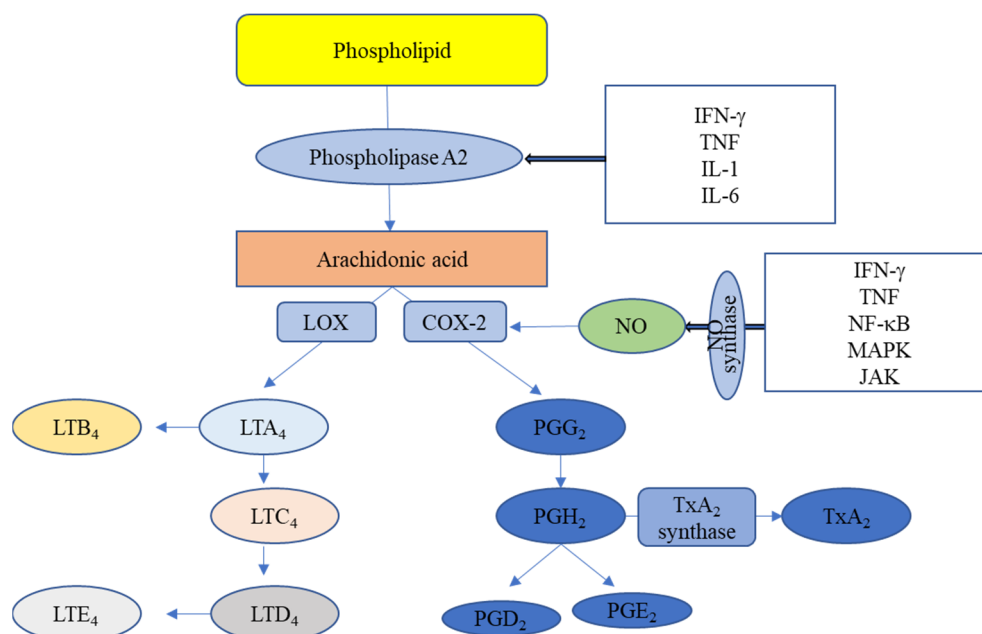 Phospholipid
Phospholipase A2
IFN-γ
TNF
IL-1
IL-6
Arachidonic acid
LOX
COX-2
NO
NO
synthase
IFN-γ
TNF
NF-κB
MAPK
JAK
LTB₄
LTA₄
PGG₂
LTC₄
PGH₂
TxA₂
synthase
TxA₂
LTE₄
LTD₄
PGD₂
PGE₂